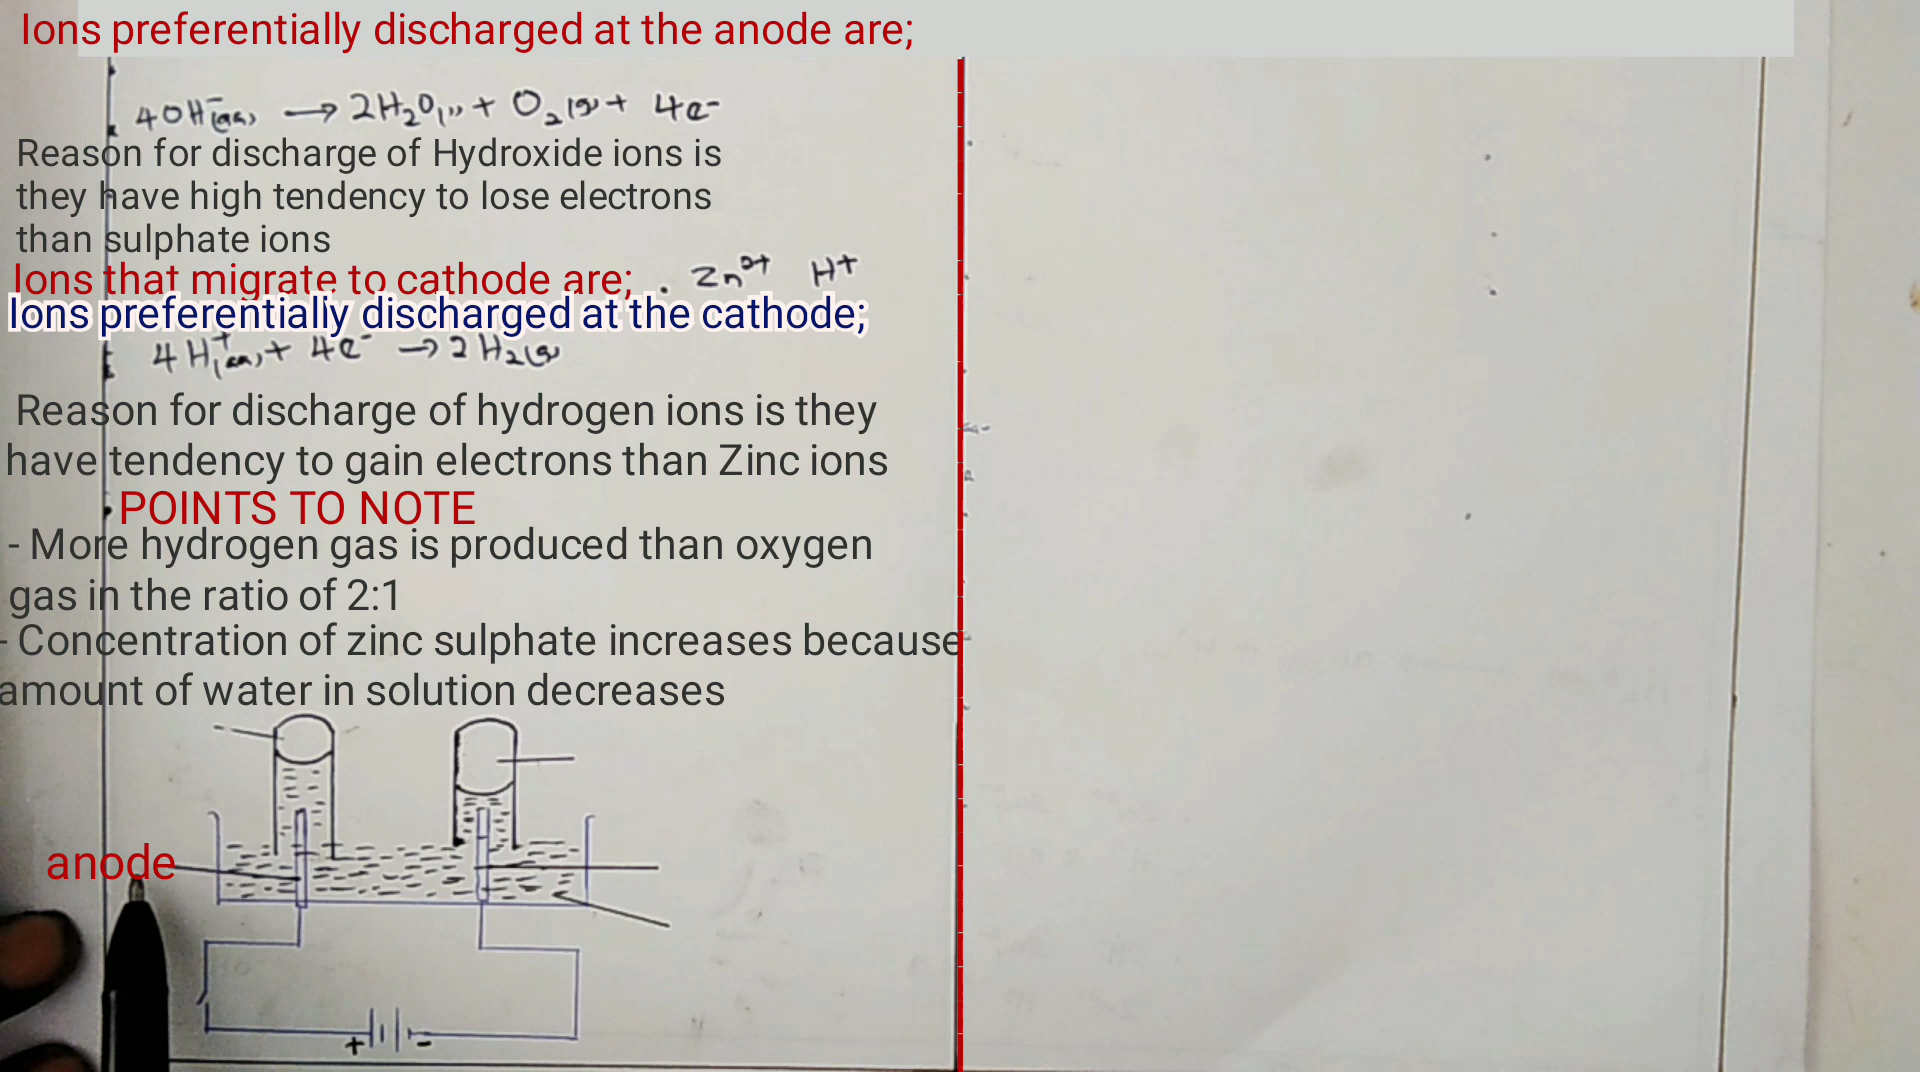 Ions preferentially discharged at the anode are;
4OH⁻(aq) → 2H₂O(l) + O₂(g) + 4e⁻
Reason for discharge of Hydroxide ions is
they have high tendency to lose electrons
than sulphate ions
Ions that migrate to cathode are; . Zn²⁺ H⁺
Ions preferentially discharged at the cathode;
4H⁺(aq) + 4e⁻ → 2H₂(g)
Reason for discharge of hydrogen ions is they
have tendency to gain electrons than Zinc ions
POINTS TO NOTE
- More hydrogen gas is produced than oxygen
gas in the ratio of 2:1
- Concentration of zinc sulphate increases because
amount of water in solution decreases
anode
+ -